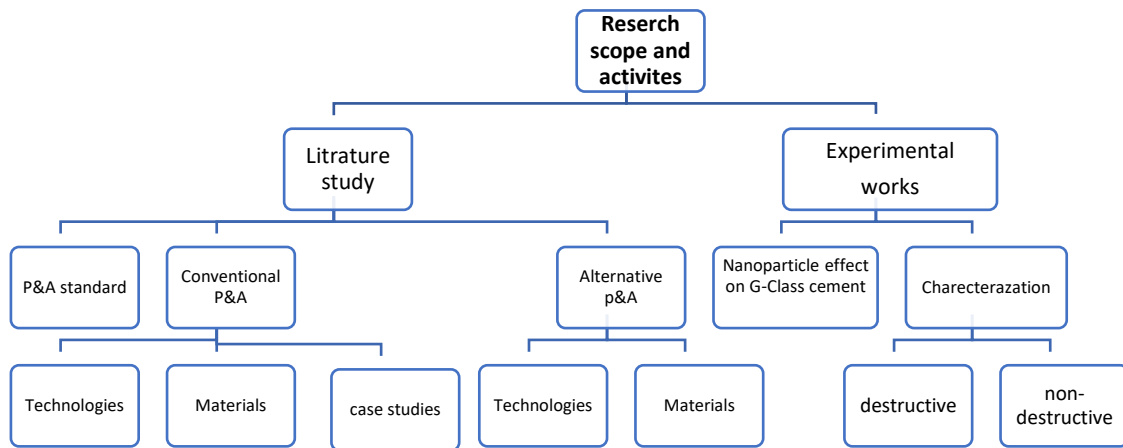 Reserch
scope and
activites
Litrature
study
Experimental
works
P&A standard
Conventional
P&A
Alternative
p&A
Nanoparticle effect
on G-Class cement
Charecterazation
Technologies
Materials
case studies
Technologies
Materials
destructive
non-
destructive